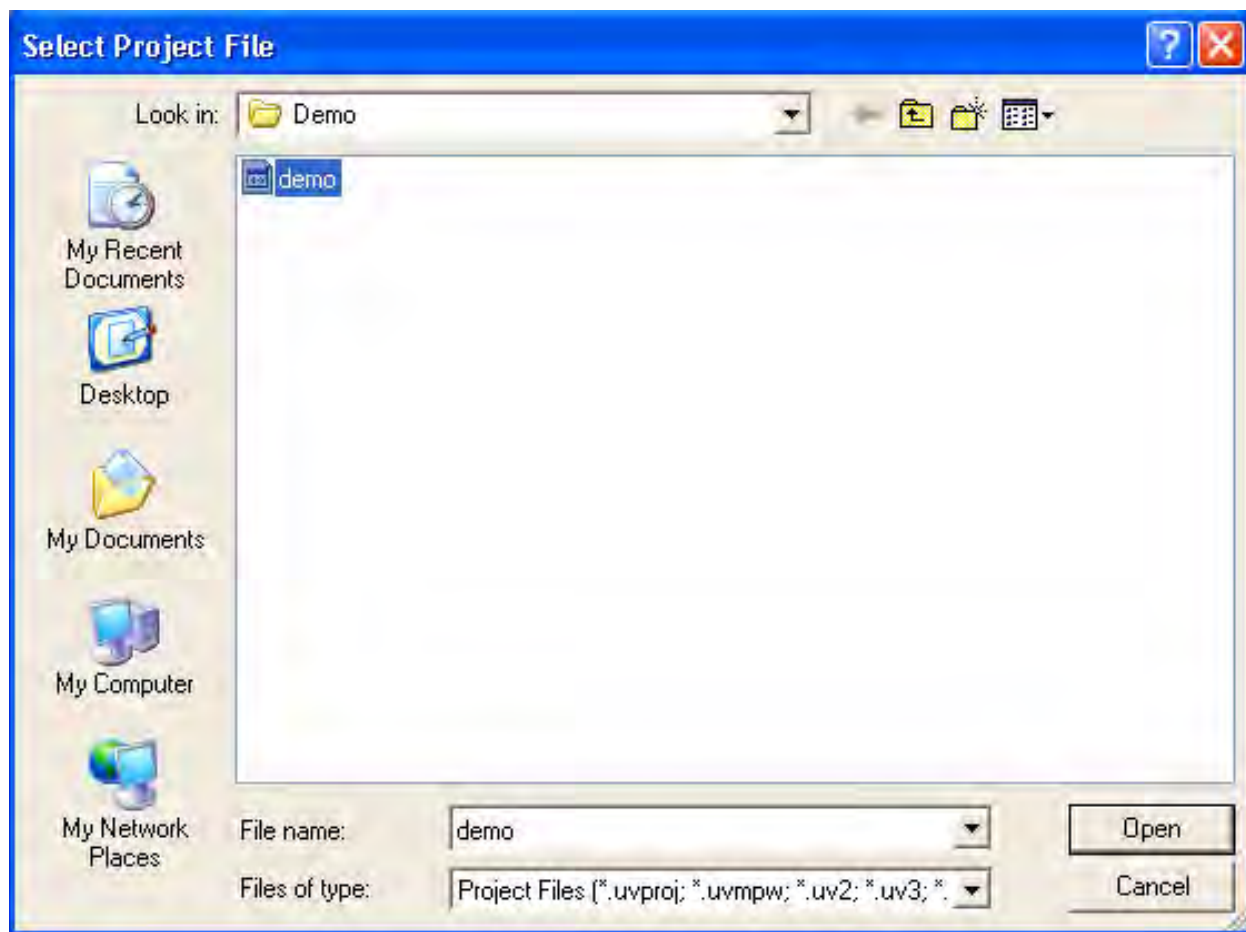 Select Project File
Look in:
Demo
demo
My Recent
Documents
Desktop
My Documents
My Computer
My Network
Places
File name:
demo
Open
Files of type:
Project Files (*.uvproj; *.uvmpw; *.uv2; *.uv3; *.
Cancel